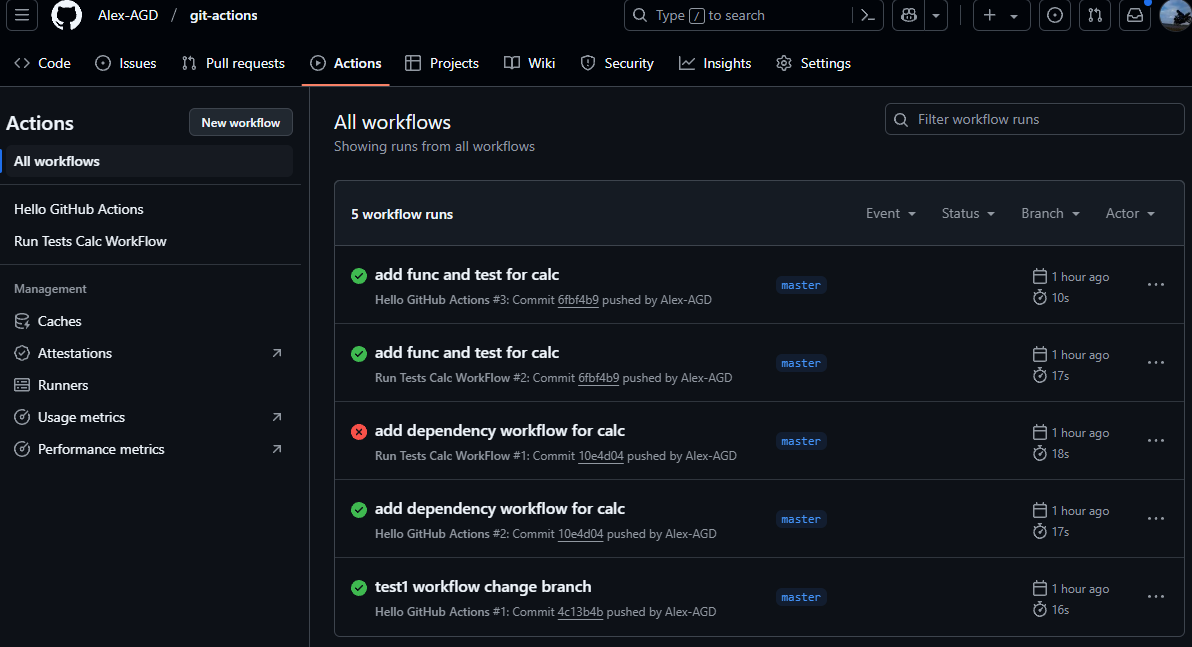 Alex-AGD / git-actions
Type / to search
Code Issues Pull requests Actions Projects Wiki Security Insights Settings
Actions
New workflow
All workflows
Hello GitHub Actions
Run Tests Calc WorkFlow
Management
Caches
Attestations
Runners
Usage metrics
Performance metrics
All workflows
Showing runs from all workflows
Filter workflow runs
5 workflow runs
Event Status Branch Actor
add func and test for calc
Hello GitHub Actions #3: Commit 6fbf4b9 pushed by Alex-AGD
master
1 hour ago
10s
add func and test for calc
Run Tests Calc WorkFlow #2: Commit 6fbf4b9 pushed by Alex-AGD
master
1 hour ago
17s
add dependency workflow for calc
Run Tests Calc WorkFlow #1: Commit 10e4d04 pushed by Alex-AGD
master
1 hour ago
18s
add dependency workflow for calc
Hello GitHub Actions #2: Commit 10e4d04 pushed by Alex-AGD
master
1 hour ago
17s
test1 workflow change branch
Hello GitHub Actions #1: Commit 4c13b4b pushed by Alex-AGD
master
1 hour ago
16s